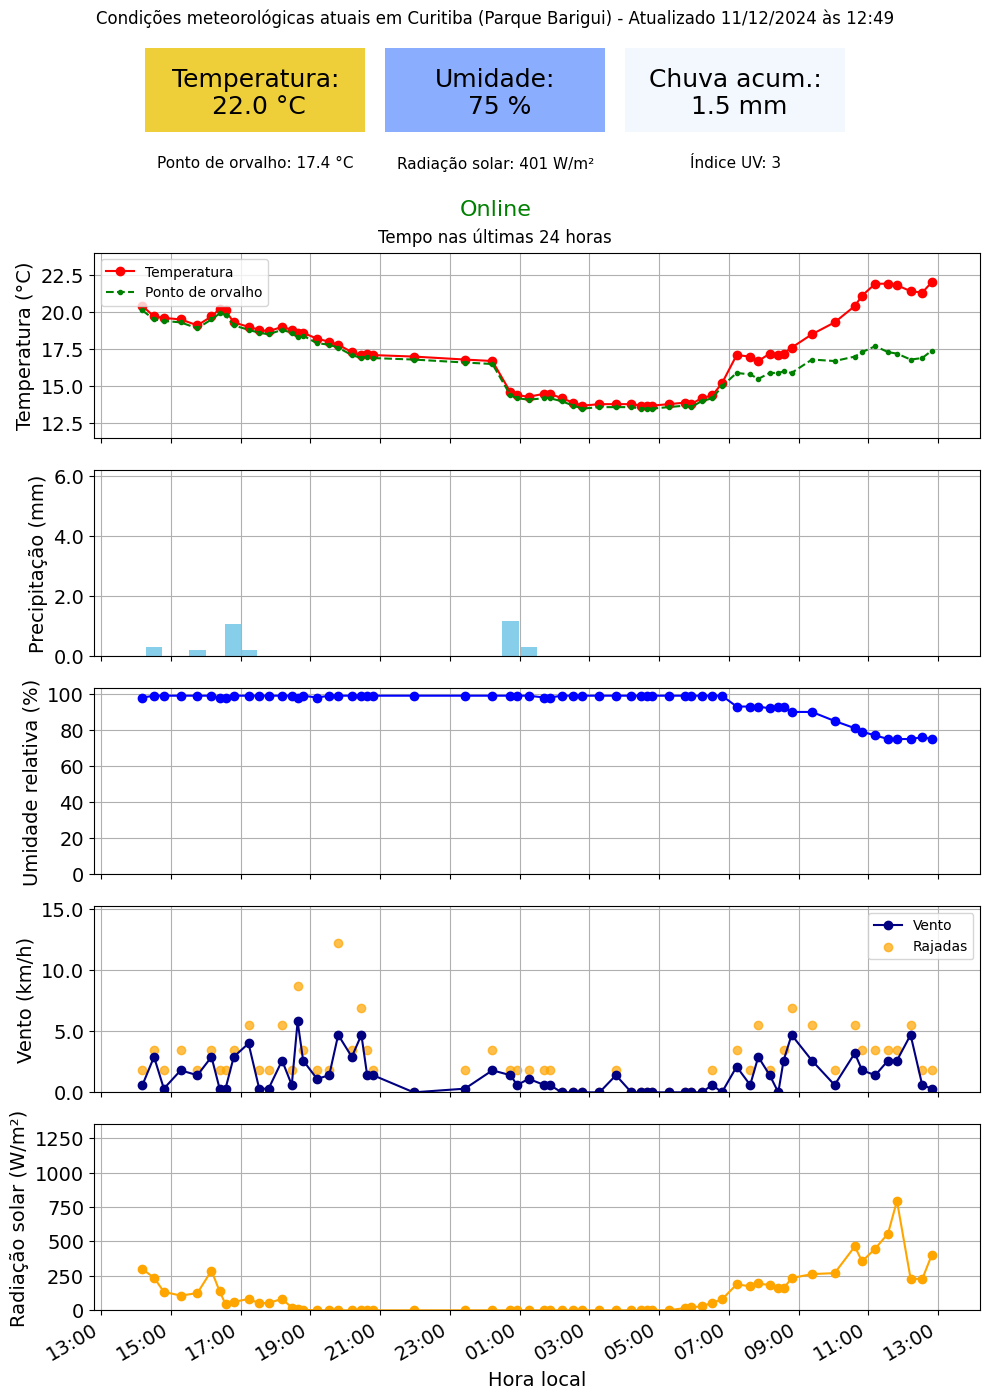 Condições meteorológicas atuais em Curitiba (Parque Barigui) - Atualizado 11/12/2024 às 12:49
Temperatura:
22.0 °C
Umidade:
75 %
Chuva acum.:
1.5 mm
Ponto de orvalho: 17.4 °C
Radiação solar: 401 W/m²
Índice UV: 3
Online
Tempo nas últimas 24 horas
Temperatura (°C)
22.5
20.0
17.5
15.0
12.5
Temperatura
Ponto de orvalho
Precipitação (mm)
6.0
4.0
2.0
0.0
Umidade relativa (%)
100
80
60
40
20
0
Vento (km/h)
15.0
10.0
5.0
0.0
Vento
Rajadas
Radiação solar (W/m²)
1250
1000
750
500
250
0
13:00
15:00
17:00
19:00
21:00
23:00
01:00
03:00
05:00
07:00
09:00
11:00
13:00
Hora local